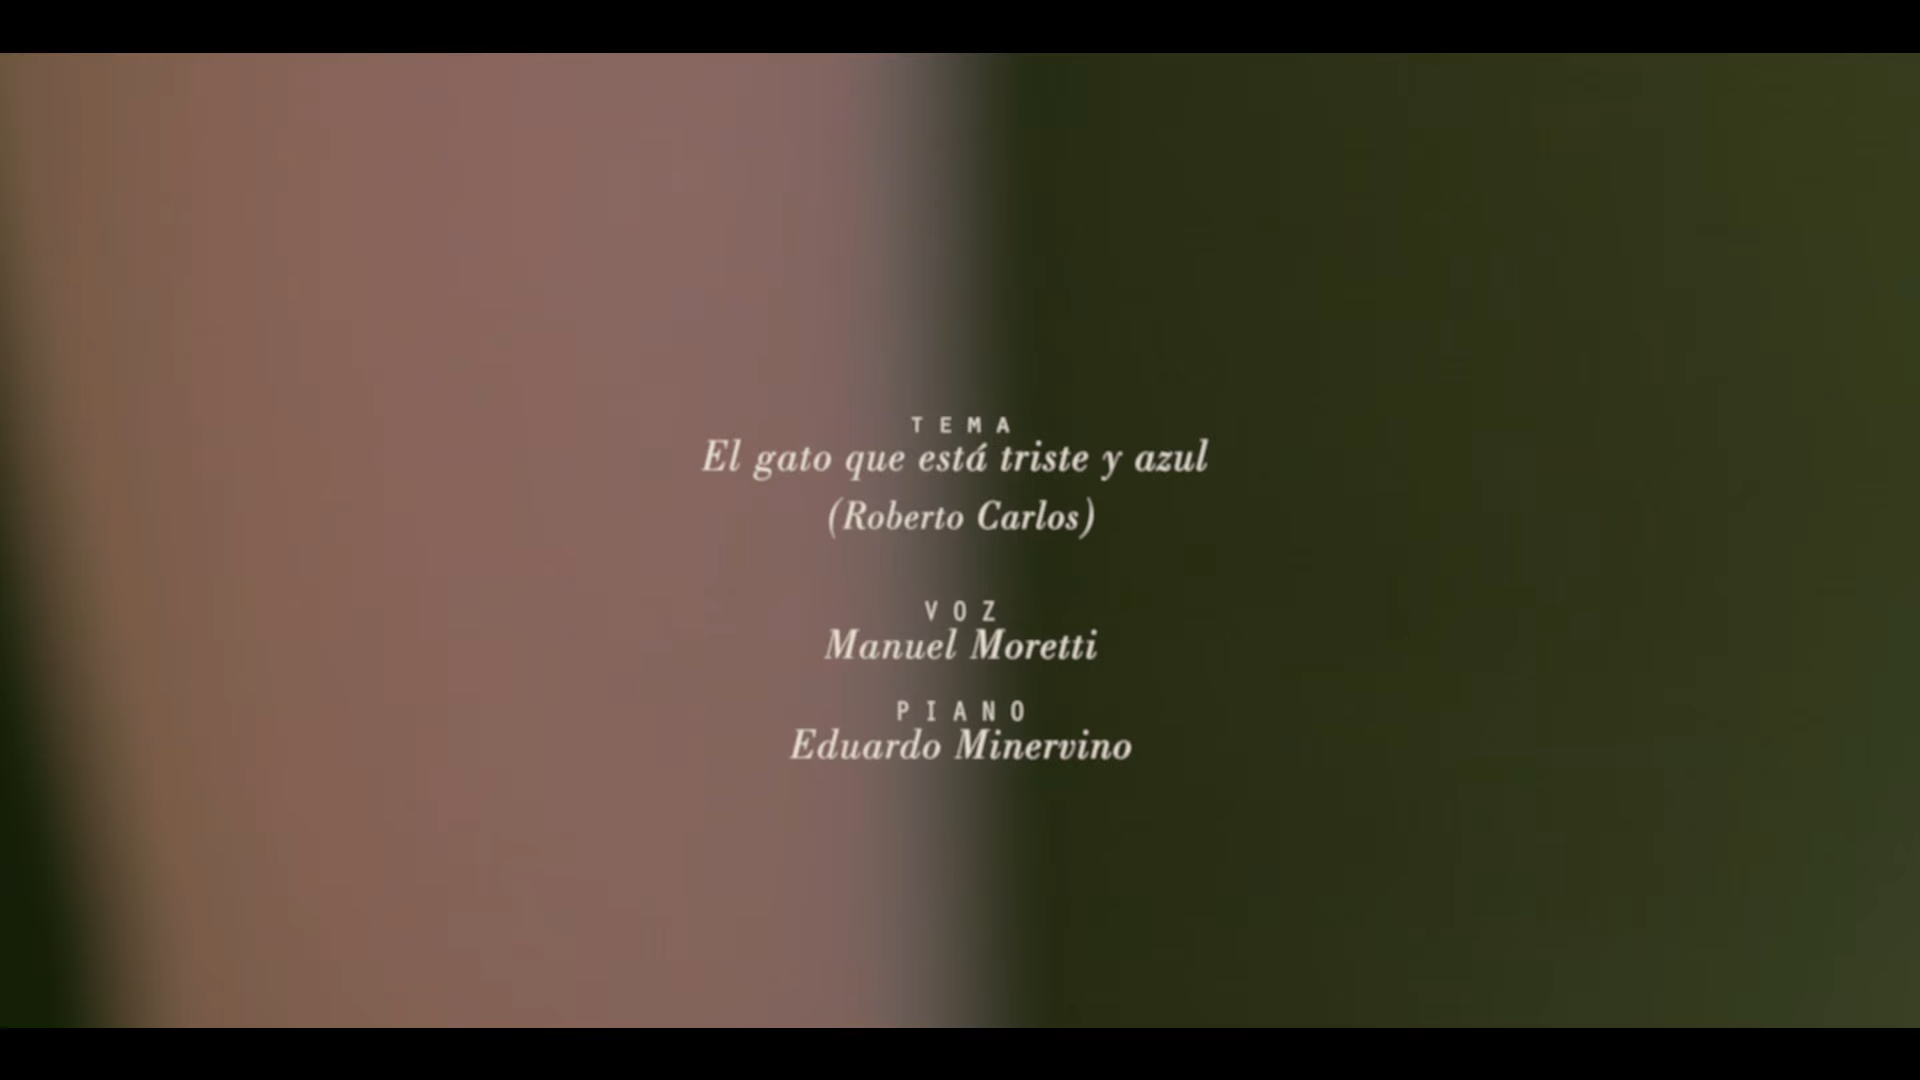 TEMA
El gato que está triste y azul
(Roberto Carlos)
VOZ
Manuel Moretti
PIANO
Eduardo Minervino